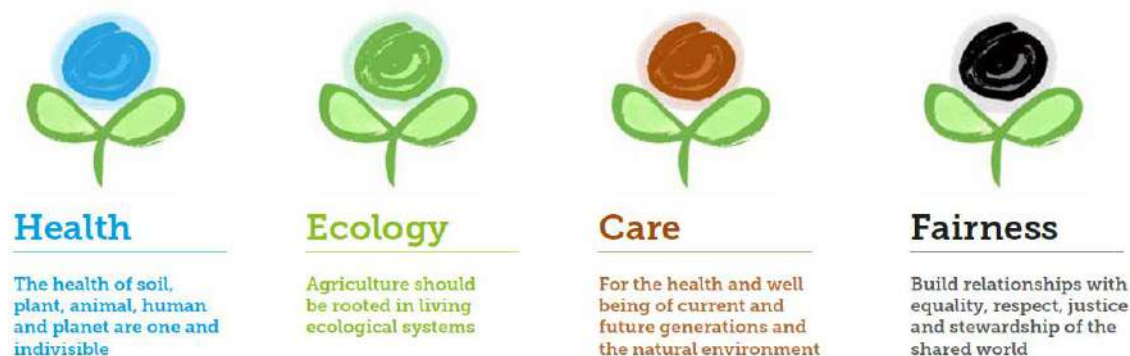 Health
The health of soil,
plant, animal, human
and planet are one and
indivisible
Ecology
Agriculture should
be rooted in living
ecological systems
Care
For the health and well
being of current and
future generations and
the natural environment
Fairness
Build relationships with
equality, respect, justice
and stewardship of the
shared world